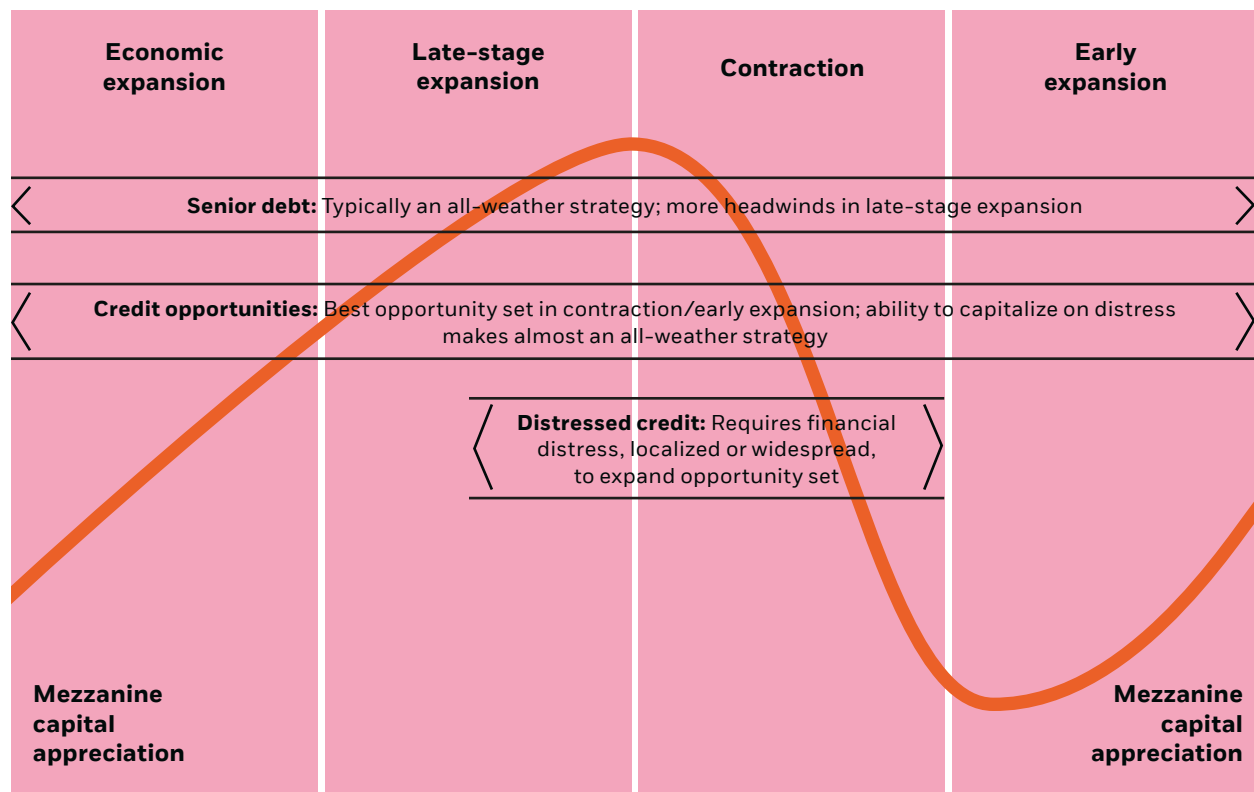 Economic
expansion
Late-stage
expansion
Contraction
Early
expansion
Senior debt: Typically an all-weather strategy; more headwinds in late-stage expansion
Credit opportunities: Best opportunity set in contraction/early expansion; ability to capitalize on distress
makes almost an all-weather strategy
Distressed credit: Requires financial
distress, localized or widespread,
to expand opportunity set
Mezzanine
capital
appreciation
Mezzanine
capital
appreciation